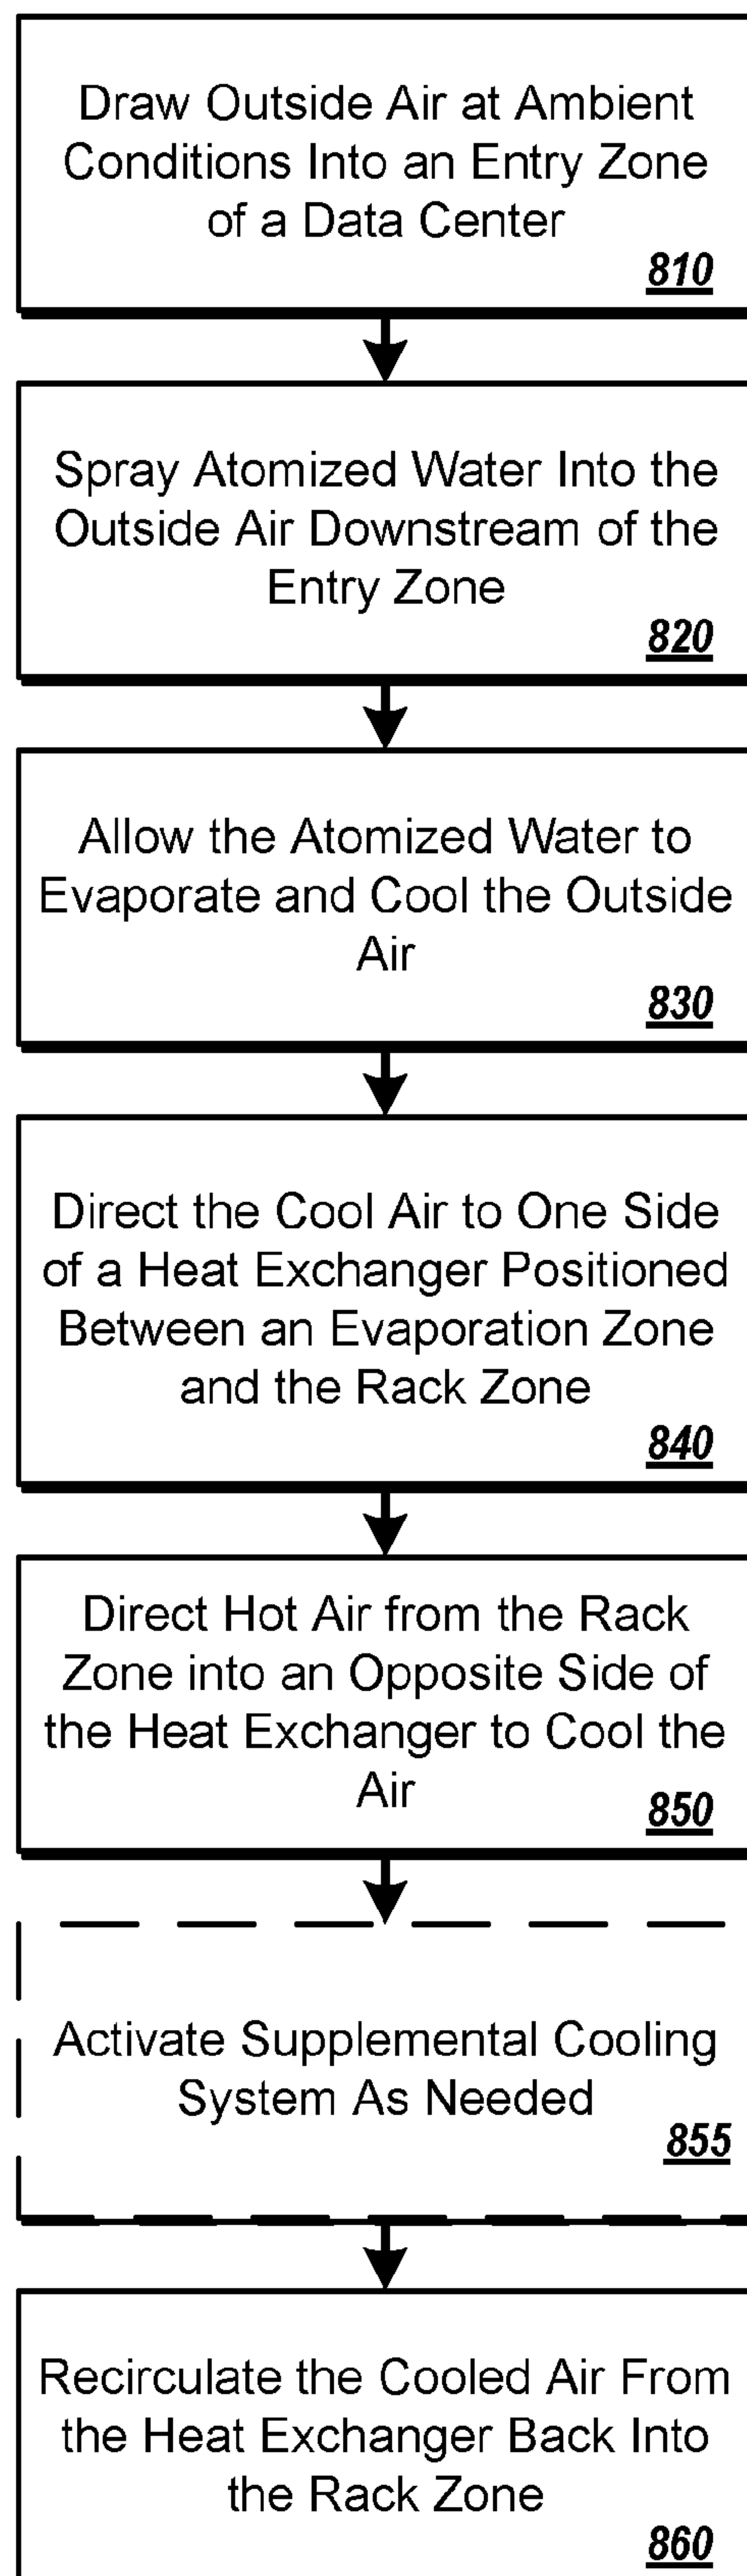 Draw Outside Air at Ambient
Conditions Into an Entry Zone
of a Data Center
810
Spray Atomized Water Into the
Outside Air Downstream of the
Entry Zone
820
Allow the Atomized Water to
Evaporate and Cool the Outside
Air
830
Direct the Cool Air to One Side
of a Heat Exchanger Positioned
Between an Evaporation Zone
and the Rack Zone
840
Direct Hot Air from the Rack
Zone into an Opposite Side of
the Heat Exchanger to Cool the
Air
850
Activate Supplemental Cooling
System As Needed
855
Recirculate the Cooled Air From
the Heat Exchanger Back Into
the Rack Zone
860